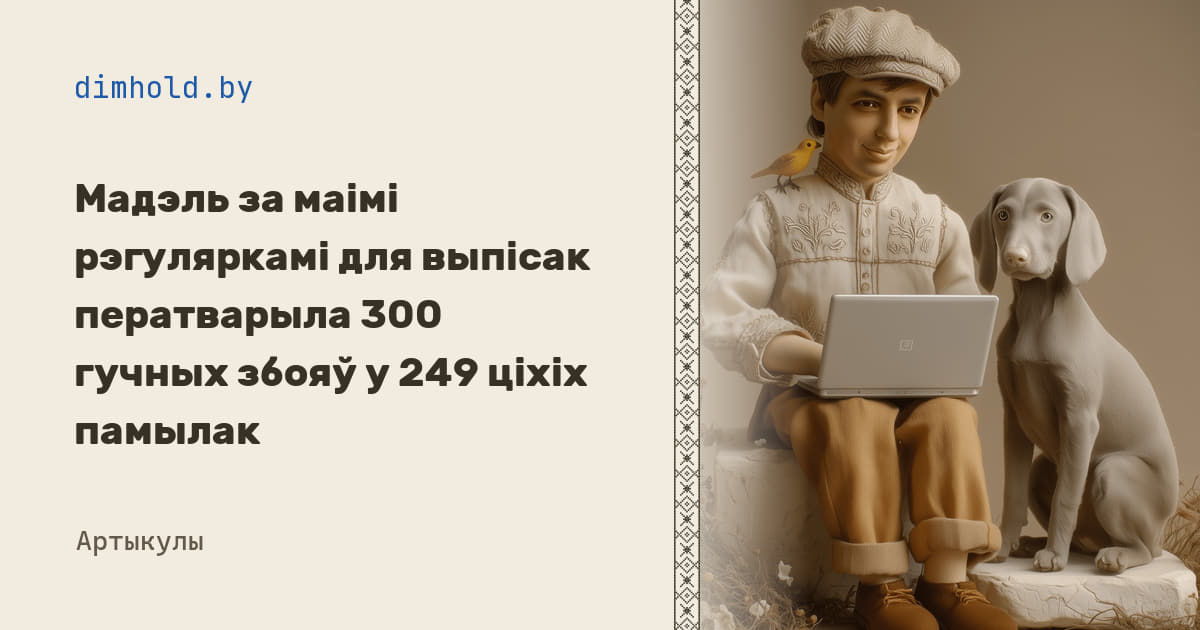 dimhold.by
Мадэль за маімі
рэгуляркамі для выпісак
ператварыла 300
гучных збояў у 249 ціхіх
памылак
Артыкулы